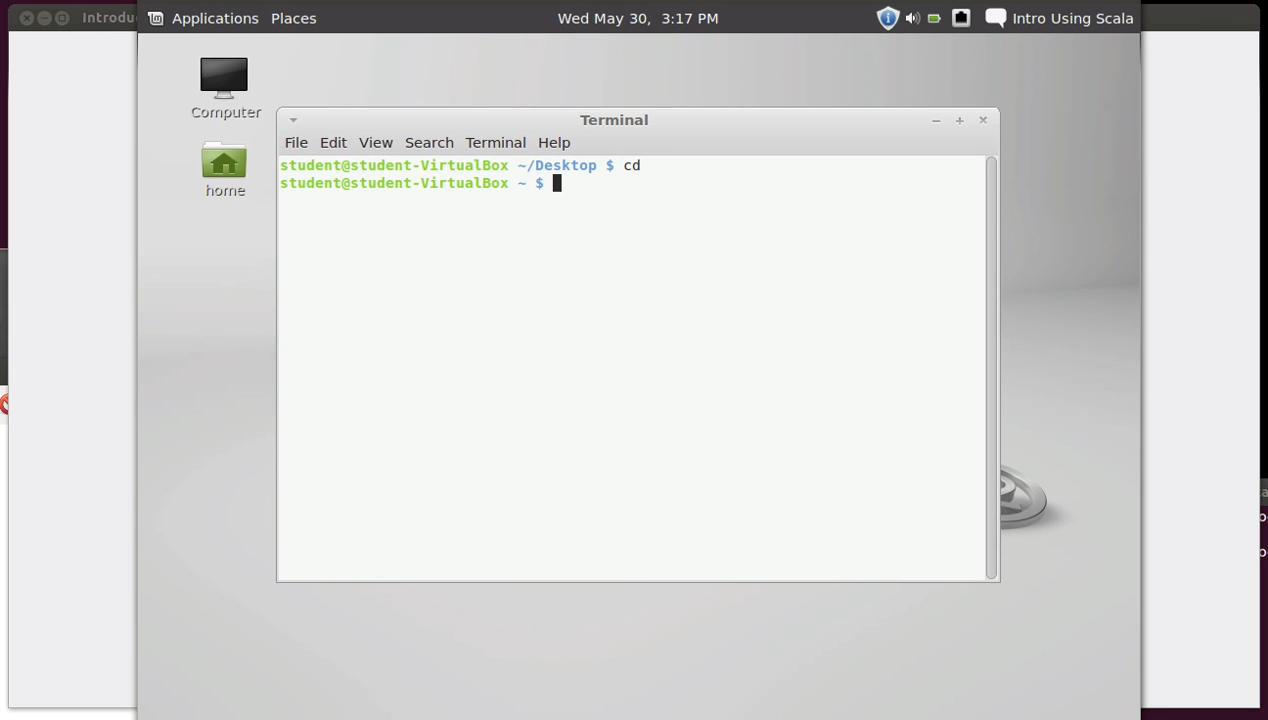 Introduc
Applications Places Wed May 30, 3:17 PM Intro Using Scala
Computer
home
Terminal
File Edit View Search Terminal Help
student@student-VirtualBox ~/Desktop $ cd
student@student-VirtualBox ~ $